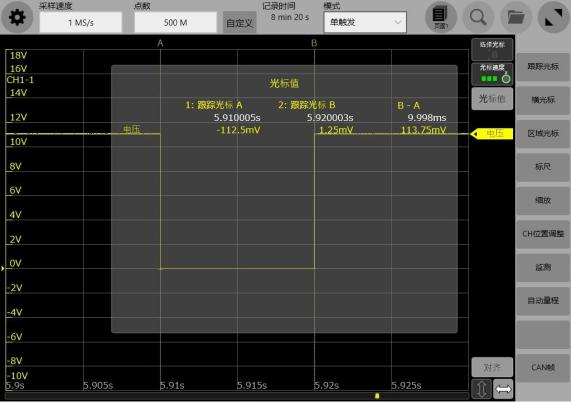 采样速度
点数
记录时间
模式
1 MS/s
500 M
自定义
8 min 20 s
单触发
页面1
A
B
18V
16V
CH1-1
14V
10V
8V
6V
4V
2V
0V
-2V
-4V
-6V
-8V
-10V
电压
光标值
1: 跟踪光标 A
2: 跟踪光标 B
B - A
5.910005s
5.920003s
9.998ms
-112.5mV
1.25mV
113.75mV
5.9s
5.905s
5.91s
5.915s
5.92s
5.925s
选择光标
光标速度
光标值
电压
对齐
跟踪光标
横光标
区域光标
标尺
缩放
CH位置调整
监测
自动量程
CAN帧